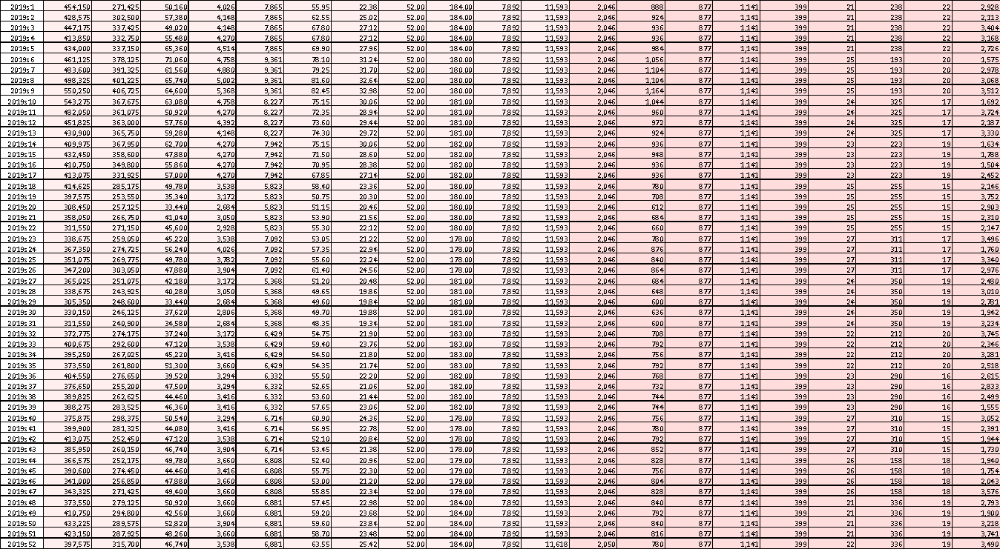 2019s1 454,150 271,425 50,160 4,026 7,865 55.95 22.38 52.00 184.00 7,892 11,593 2,046 888 877 1,141 399 21 238 22 2,928
2019s2 428,575 302,500 57,380 4,148 7,865 62.55 25.02 52.00 184.00 7,892 11,593 2,046 924 877 1,141 399 21 238 22 2,113
2019s3 447,175 337,425 49,020 4,148 7,865 67.80 27.12 52.00 184.00 7,892 11,593 2,046 936 877 1,141 399 21 238 22 3,404
2019s4 413,850 332,750 55,480 4,270 7,865 67.80 27.12 52.00 184.00 7,892 11,593 2,046 936 877 1,141 399 21 238 22 3,168
2019s5 434,000 337,150 65,360 4,514 7,865 69.90 27.96 52.00 184.00 7,892 11,593 2,046 984 877 1,141 399 21 238 22 2,726
2019s6 461,125 378,125 71,060 4,758 9,361 78.10 31.24 52.00 180.00 7,892 11,593 2,046 1,056 877 1,141 399 25 193 20 1,575
2019s7 483,600 391,325 61,560 4,880 9,361 79.25 31.70 52.00 180.00 7,892 11,593 2,046 1,104 877 1,141 399 25 193 20 2,978
2019s8 498,325 401,225 65,740 5,002 9,361 81.60 32.64 52.00 180.00 7,892 11,593 2,046 1,104 877 1,141 399 25 193 20 3,068
2019s9 550,250 406,725 64,600 5,368 9,361 82.45 32.98 52.00 180.00 7,892 11,593 2,046 1,164 877 1,141 399 25 193 20 3,512
2019s10 543,275 367,675 63,080 4,758 8,227 75.15 30.06 52.00 181.00 7,892 11,593 2,046 1,044 877 1,141 399 24 325 17 1,692
2019s11 482,050 361,075 50,920 4,270 8,227 72.35 28.94 52.00 181.00 7,892 11,593 2,046 960 877 1,141 399 24 325 17 3,724
2019s12 451,825 363,000 57,760 4,392 8,227 73.60 29.44 52.00 181.00 7,892 11,593 2,046 972 877 1,141 399 24 325 17 2,187
2019s13 430,900 365,750 59,280 4,148 8,227 74.30 29.72 52.00 181.00 7,892 11,593 2,046 924 877 1,141 399 24 325 17 3,330
2019s14 409,975 367,950 62,700 4,270 7,942 75.15 30.06 52.00 182.00 7,892 11,593 2,046 936 877 1,141 399 23 223 19 1,634
2019s15 432,450 358,600 47,880 4,270 7,942 71.50 28.60 52.00 182.00 7,892 11,593 2,046 948 877 1,141 399 23 223 19 1,788
2019s16 410,750 349,800 55,860 4,270 7,942 70.95 28.38 52.00 182.00 7,892 11,593 2,046 936 877 1,141 399 23 223 19 1,504
2019s17 413,075 331,925 57,000 4,270 7,942 67.85 27.14 52.00 182.00 7,892 11,593 2,046 936 877 1,141 399 23 223 19 2,452
2019s18 414,625 285,175 49,780 3,538 5,823 58.40 23.36 52.00 180.00 7,892 11,593 2,046 780 877 1,141 399 25 255 15 2,146
2019s19 397,575 253,550 35,340 3,172 5,823 50.75 20.30 52.00 180.00 7,892 11,593 2,046 708 877 1,141 399 25 255 15 3,752
2019s20 308,450 257,125 33,440 2,684 5,823 51.15 20.46 52.00 180.00 7,892 11,593 2,046 612 877 1,141 399 25 255 15 2,903
2019s21 358,050 266,750 41,040 3,050 5,823 53.90 21.56 52.00 180.00 7,892 11,593 2,046 684 877 1,141 399 25 255 15 2,310
2019s22 311,550 271,150 45,600 2,928 5,823 55.30 22.12 52.00 180.00 7,892 11,593 2,046 660 877 1,141 399 25 255 15 2,147
2019s23 338,675 259,050 45,220 3,538 7,092 53.05 21.22 52.00 178.00 7,892 11,593 2,046 780 877 1,141 399 27 311 17 3,496
2019s24 367,350 274,725 56,240 4,026 7,092 57.35 22.94 52.00 178.00 7,892 11,593 2,046 876 877 1,141 399 27 311 17 1,760
2019s25 351,075 269,775 49,780 3,782 7,092 55.60 22.24 52.00 178.00 7,892 11,593 2,046 840 877 1,141 399 27 311 17 3,340
2019s26 347,200 303,050 47,880 3,904 7,092 61.40 24.56 52.00 178.00 7,892 11,593 2,046 864 877 1,141 399 27 311 17 2,976
2019s27 365,025 251,075 42,180 3,172 5,368 51.20 20.48 52.00 181.00 7,892 11,593 2,046 684 877 1,141 399 24 350 19 2,480
2019s28 338,675 243,925 40,280 3,050 5,368 49.65 19.86 52.00 181.00 7,892 11,593 2,046 648 877 1,141 399 24 350 19 3,010
2019s29 305,350 248,600 33,440 2,684 5,368 49.60 19.84 52.00 181.00 7,892 11,593 2,046 600 877 1,141 399 24 350 19 2,781
2019s30 330,150 246,125 37,620 2,806 5,368 49.70 19.88 52.00 181.00 7,892 11,593 2,046 636 877 1,141 399 24 350 19 1,942
2019s31 311,550 240,900 34,580 2,684 5,368 48.35 19.34 52.00 181.00 7,892 11,593 2,046 600 877 1,141 399 24 350 19 3,234
2019s32 372,775 274,175 37,240 3,172 6,429 54.75 21.90 52.00 183.00 7,892 11,593 2,046 708 877 1,141 399 22 212 20 3,745
2019s33 400,675 292,600 47,120 3,538 6,429 59.40 23.76 52.00 183.00 7,892 11,593 2,046 792 877 1,141 399 22 212 20 2,346
2019s34 395,250 267,025 45,220 3,416 6,429 54.50 21.80 52.00 183.00 7,892 11,593 2,046 756 877 1,141 399 22 212 20 3,281
2019s35 373,550 261,800 51,300 3,660 6,429 54.35 21.74 52.00 183.00 7,892 11,593 2,046 792 877 1,141 399 22 212 20 2,518
2019s36 404,550 276,650 39,520 3,294 6,332 55.50 22.20 52.00 182.00 7,892 11,593 2,046 768 877 1,141 399 23 290 16 2,615
2019s37 376,650 255,200 47,500 3,294 6,332 52.65 21.06 52.00 182.00 7,892 11,593 2,046 732 877 1,141 399 23 290 16 2,833
2019s38 389,825 262,625 44,460 3,416 6,332 53.60 21.44 52.00 182.00 7,892 11,593 2,046 744 877 1,141 399 23 290 16 2,499
2019s39 388,275 283,525 46,360 3,416 6,332 57.65 23.06 52.00 182.00 7,892 11,593 2,046 744 877 1,141 399 23 290 16 1,555
2019s40 375,875 298,375 50,540 3,294 6,714 60.90 24.36 52.00 178.00 7,892 11,593 2,046 756 877 1,141 399 27 310 15 3,052
2019s41 399,900 281,325 44,080 3,416 6,714 56.95 22.78 52.00 178.00 7,892 11,593 2,046 780 877 1,141 399 27 310 15 2,391
2019s42 413,075 252,450 47,120 3,538 6,714 52.10 20.84 52.00 178.00 7,892 11,593 2,046 792 877 1,141 399 27 310 15 1,944
2019s43 385,950 260,150 46,740 3,904 6,714 53.45 21.38 52.00 178.00 7,892 11,593 2,046 852 877 1,141 399 27 310 15 1,730
2019s44 366,575 252,175 49,780 3,660 6,808 52.40 20.96 52.00 179.00 7,892 11,593 2,046 828 877 1,141 399 26 158 18 1,940
2019s45 390,600 274,450 44,460 3,416 6,808 55.75 22.30 52.00 179.00 7,892 11,593 2,046 756 877 1,141 399 26 158 18 1,754
2019s46 341,000 256,850 47,880 3,660 6,808 53.00 21.20 52.00 179.00 7,892 11,593 2,046 804 877 1,141 399 26 158 18 2,043
2019s47 343,325 271,425 49,400 3,660 6,808 55.85 22.34 52.00 179.00 7,892 11,593 2,046 828 877 1,141 399 26 158 18 3,576
2019s48 373,550 279,125 50,920 3,660 6,881 57.45 22.98 52.00 184.00 7,892 11,593 2,046 840 877 1,141 399 21 336 19 2,793
2019s49 410,750 294,800 42,560 3,660 6,881 59.20 23.68 52.00 184.00 7,892 11,593 2,046 792 877 1,141 399 21 336 19 1,900
2019s50 433,225 289,575 52,820 3,904 6,881 59.60 23.84 52.00 184.00 7,892 11,593 2,046 840 877 1,141 399 21 336 19 3,218
2019s51 423,150 287,925 48,260 3,660 6,881 58.70 23.48 52.00 184.00 7,892 11,593 2,046 816 877 1,141 399 21 336 19 3,741
2019s52 397,575 315,700 46,740 3,538 6,881 63.55 25.42 52.00 184.00 7,892 11,618 2,050 780 877 1,141 399 21 336 19 3,490